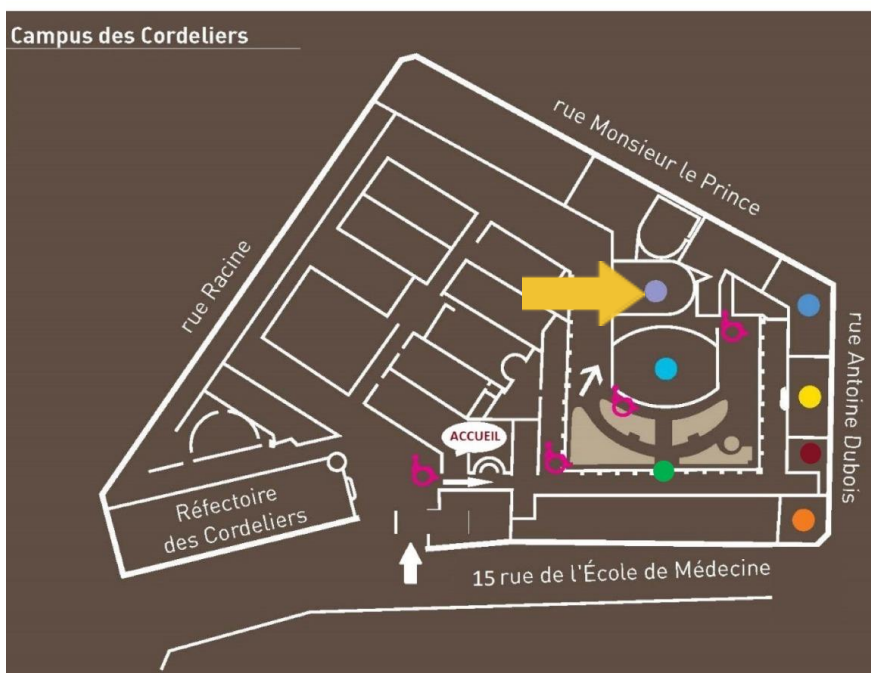 Campus des Cordeliers
rue Monsieur le Prince
rue Racine
rue Antoine Dubois
ACCUEIL
Réfectoire
des Cordeliers
15 rue de l'École de Médecine